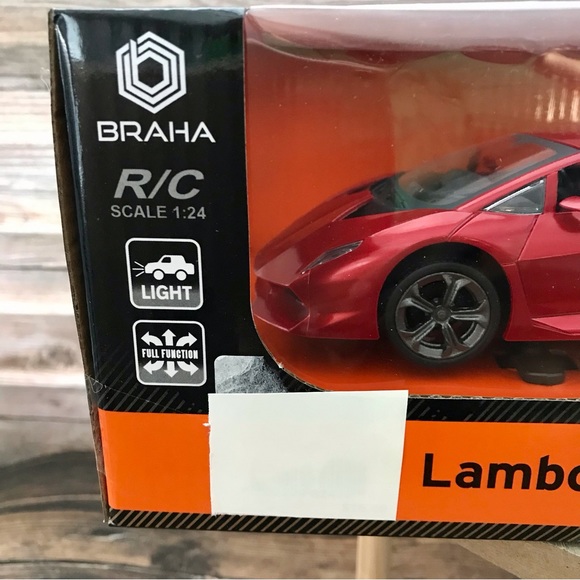 BRAHA
R/C
SCALE 1:24
LIGHT
FULL FUNCTION
Lambo